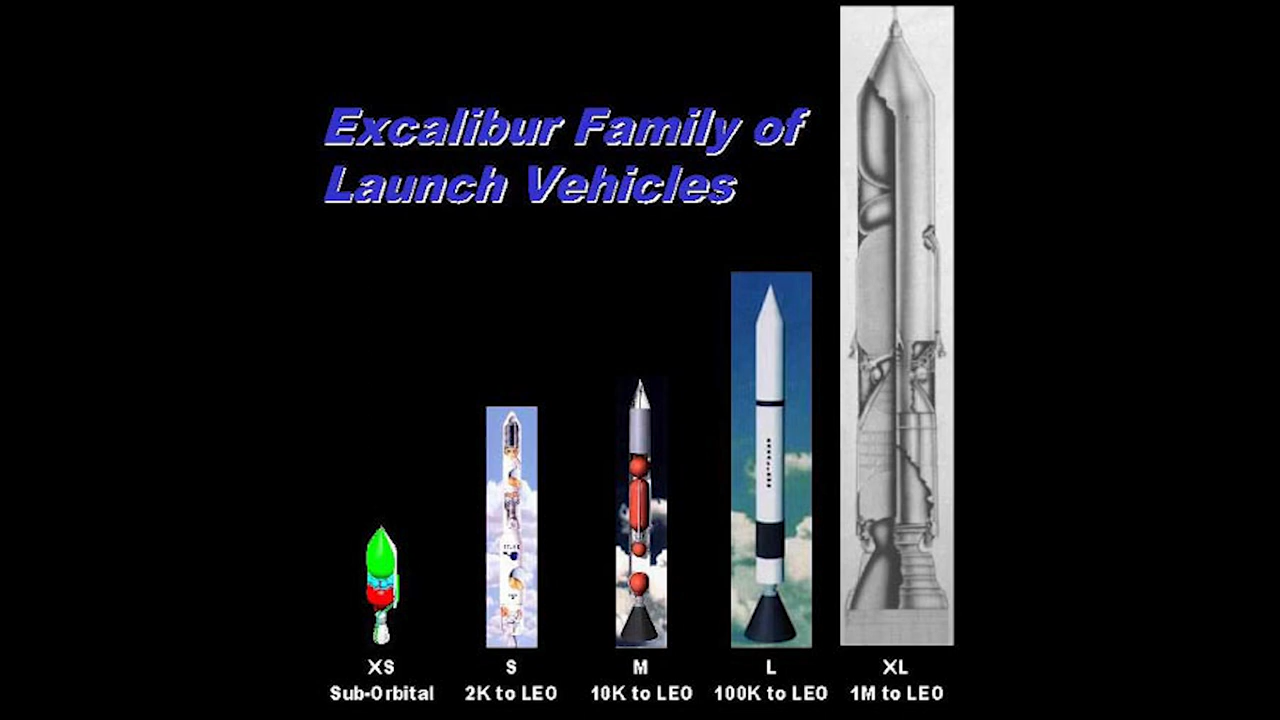 Excalibur Family of
Launch Vehicles
XS S M L XL
Sub-Orbital 2K to LEO 10K to LEO 100K to LEO 1M to LEO